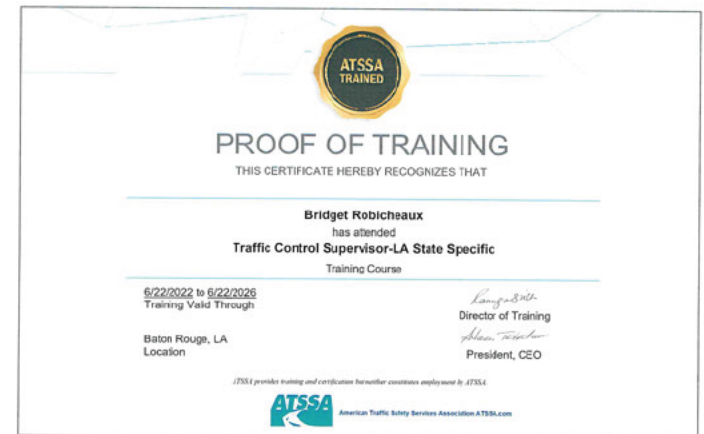 ATSSA
TRAINED
PROOF OF TRAINING
THIS CERTIFICATE HEREBY RECOGNIZES THAT
Bridget Robicheaux
has attended
Traffic Control Supervisor-LA State Specific
Training Course
6/22/2022 to 6/22/2026
Training Valid Through
Director of Training
Baton Rouge, LA
Location
President, CEO
ATSSA provides training and certification but neither constitutes employment by ATSSA.
ATSSA
American Traffic Safety Services Association ATSSA.com